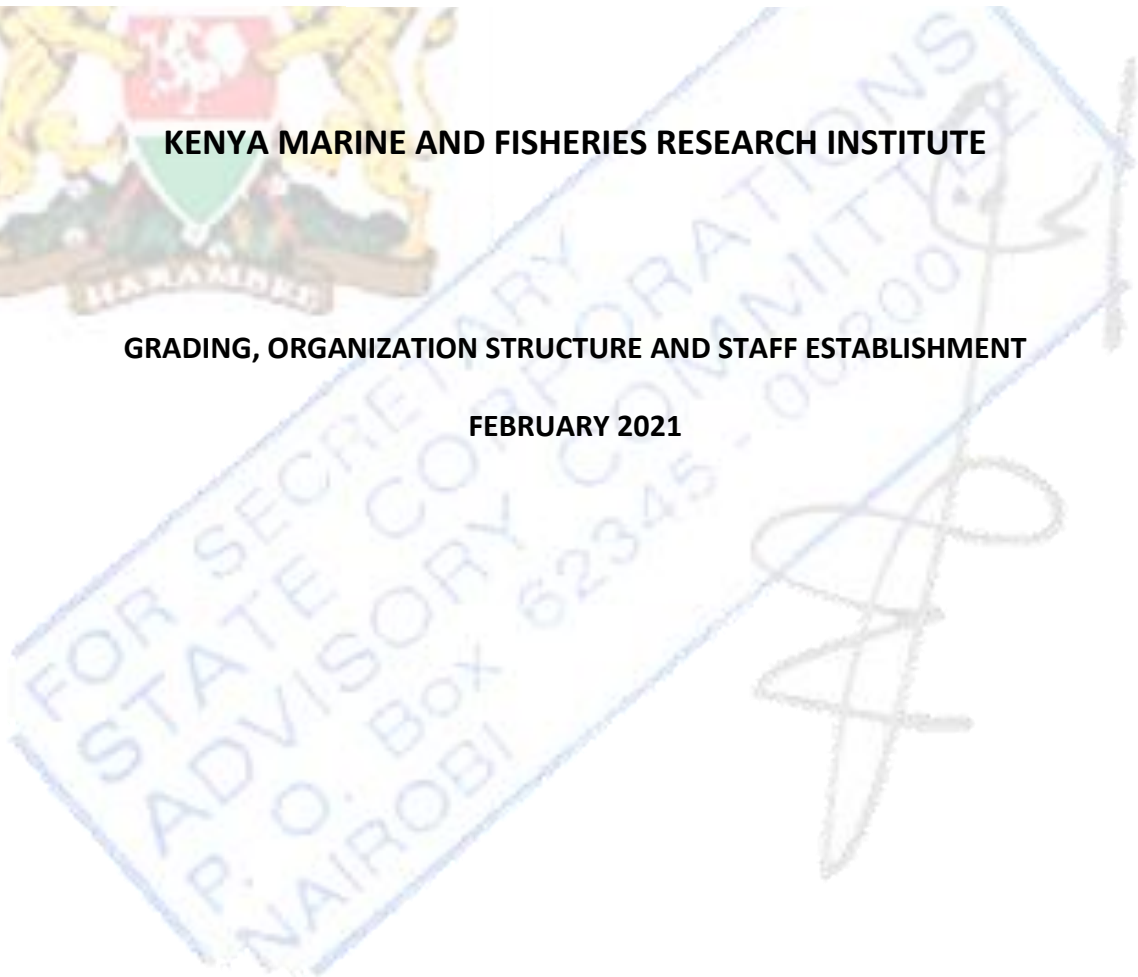 KENYA MARINE AND FISHERIES RESEARCH INSTITUTE
HARAMBEE
GRADING, ORGANIZATION STRUCTURE AND STAFF ESTABLISHMENT
FEBRUARY 2021
FOR SECRETARY
STATE CORPORATIONS
ADVISORY COMMITTEE
P. O. Box 62345 - 00200
NAIROBI